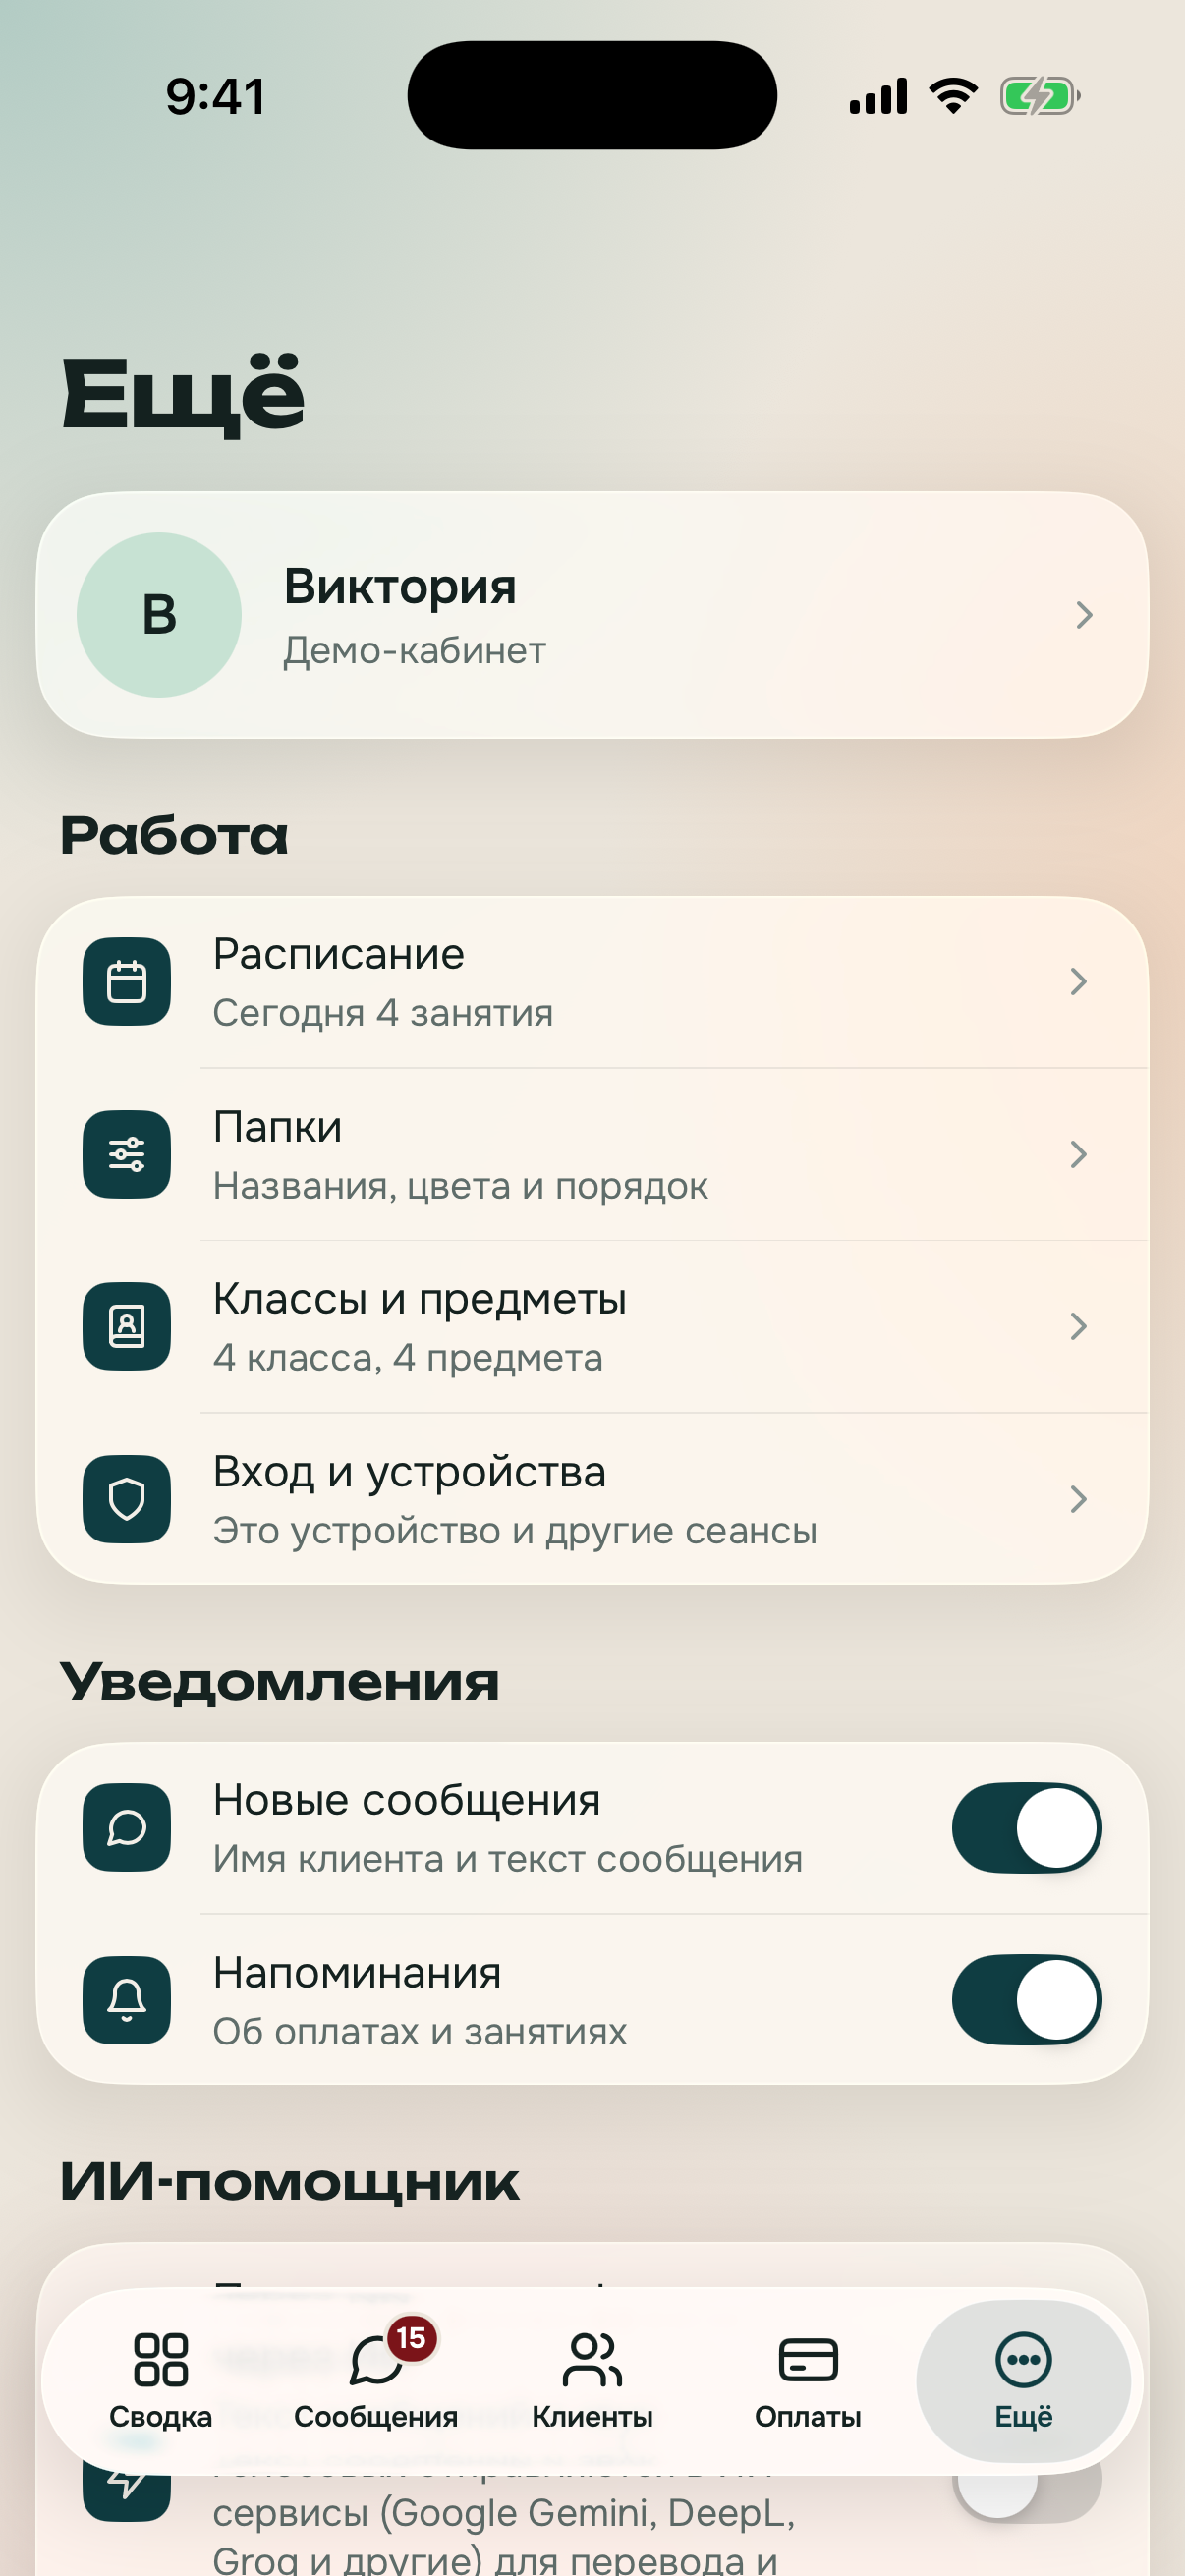 9:41
Ещё
В
Виктория
Демо-кабинет
Работа
Расписание
Сегодня 4 занятия
Папки
Названия, цвета и порядок
Классы и предметы
4 класса, 4 предмета
Вход и устройства
Это устройство и другие сеансы
Уведомления
Новые сообщения
Имя клиента и текст сообщения
Напоминания
Об оплатах и занятиях
ИИ-помощник
15
Сводка
Сообщения
Клиенты
Оплаты
Ещё
сервисы (Google Gemini, DeepL,
Groq и другие) для перевода и